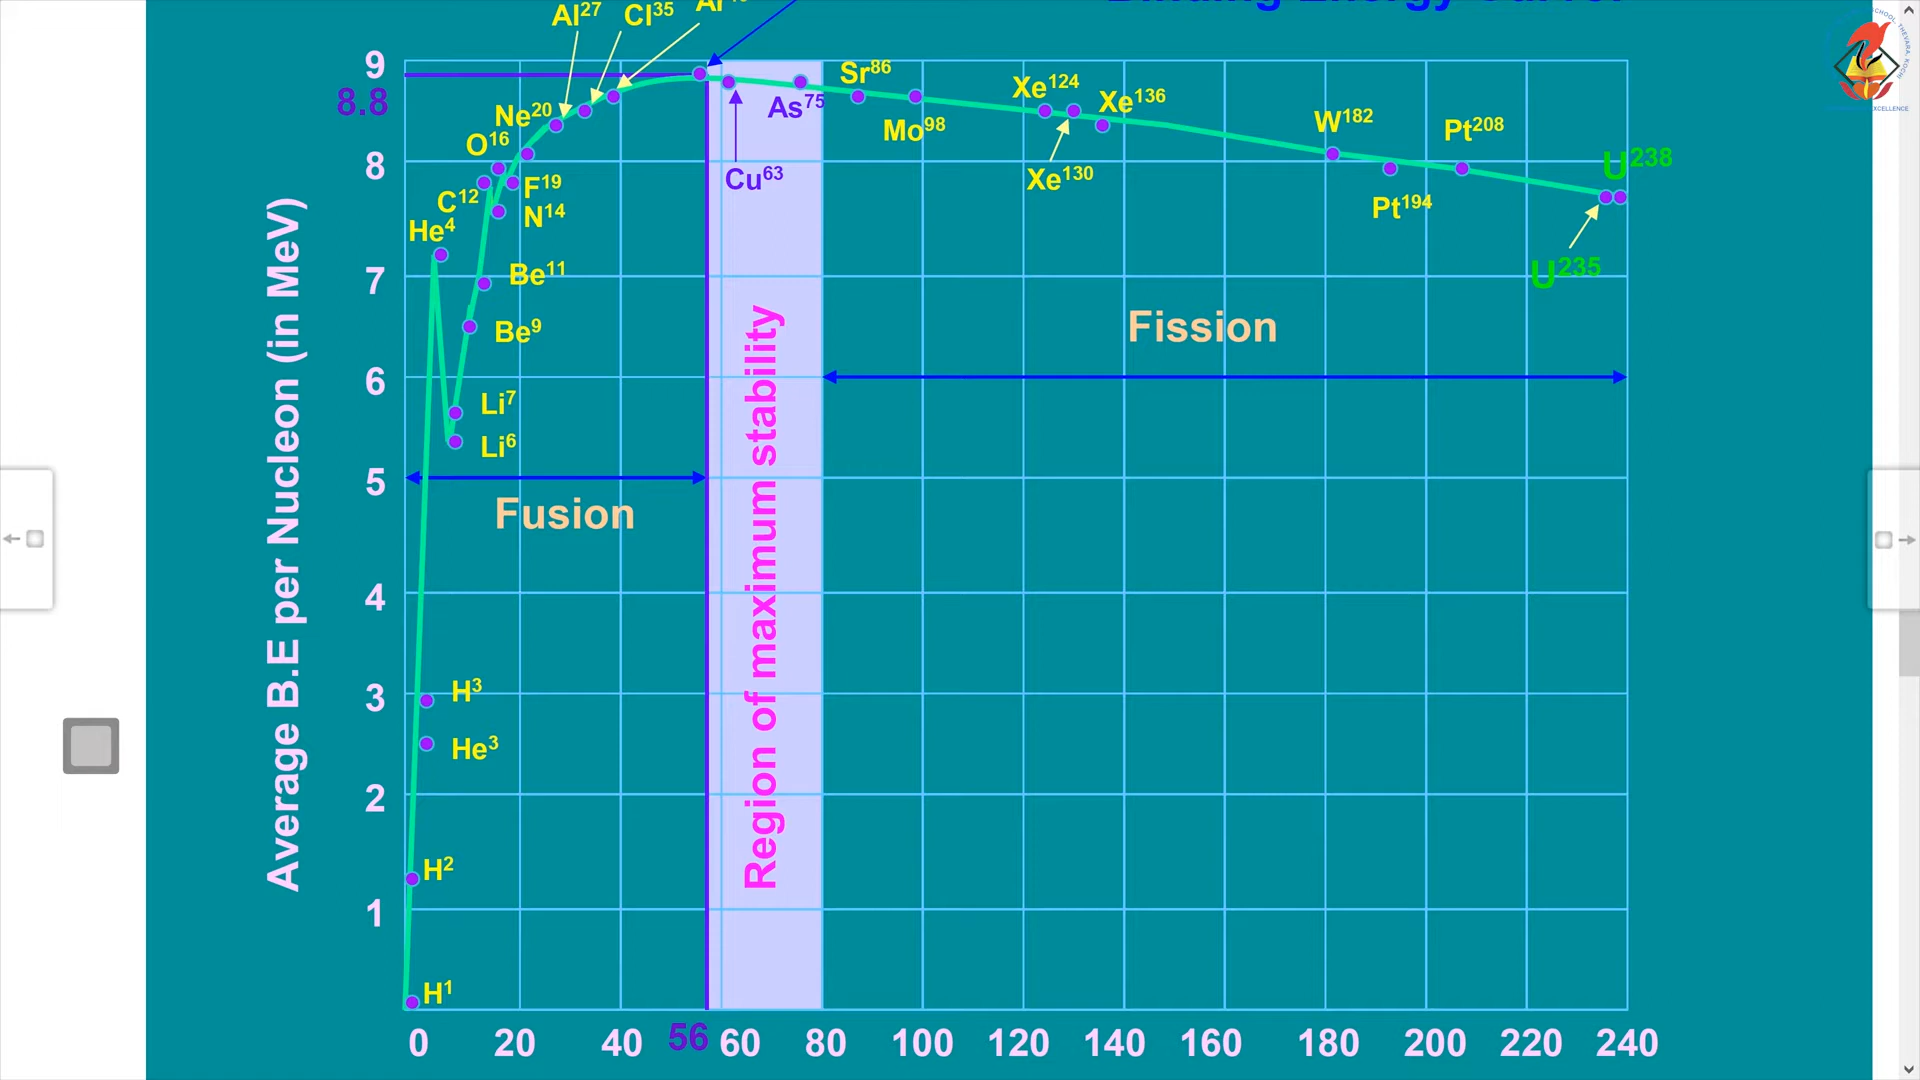 Al27
Cl35
9
8.8
Sr86
Xe124
Xe136
As75
Ne20
Mo98
W182
Pt208
O16
8
U238
Cu63
Xe130
F19
C12
N14
Pt194
He4
7
Be11
U235
Be9
Fission
6
Li7
Li6
5
Fusion
4
3
H3
He3
2
H2
1
H1
Average B.E per Nucleon (in MeV)
Region of maximum stability
0 20 40 56 60 80 100 120 140 160 180 200 220 240